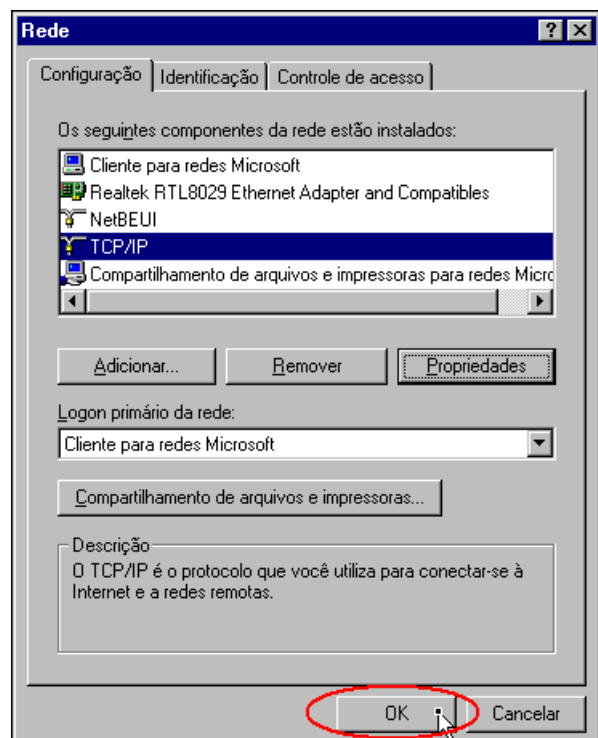 Rede
Configuração Identificação Controle de acesso
Os seguintes componentes da rede estão instalados:
Cliente para redes Microsoft
Realtek RTL8029 Ethernet Adapter and Compatibles
NetBEUI
TCP/IP
Compartilhamento de arquivos e impressoras para redes Micro
Adicionar... Remover Propriedades
Logon primário da rede:
Cliente para redes Microsoft
Compartilhamento de arquivos e impressoras...
Descrição
O TCP/IP é o protocolo que você utiliza para conectar-se à
Internet e a redes remotas.
OK Cancelar